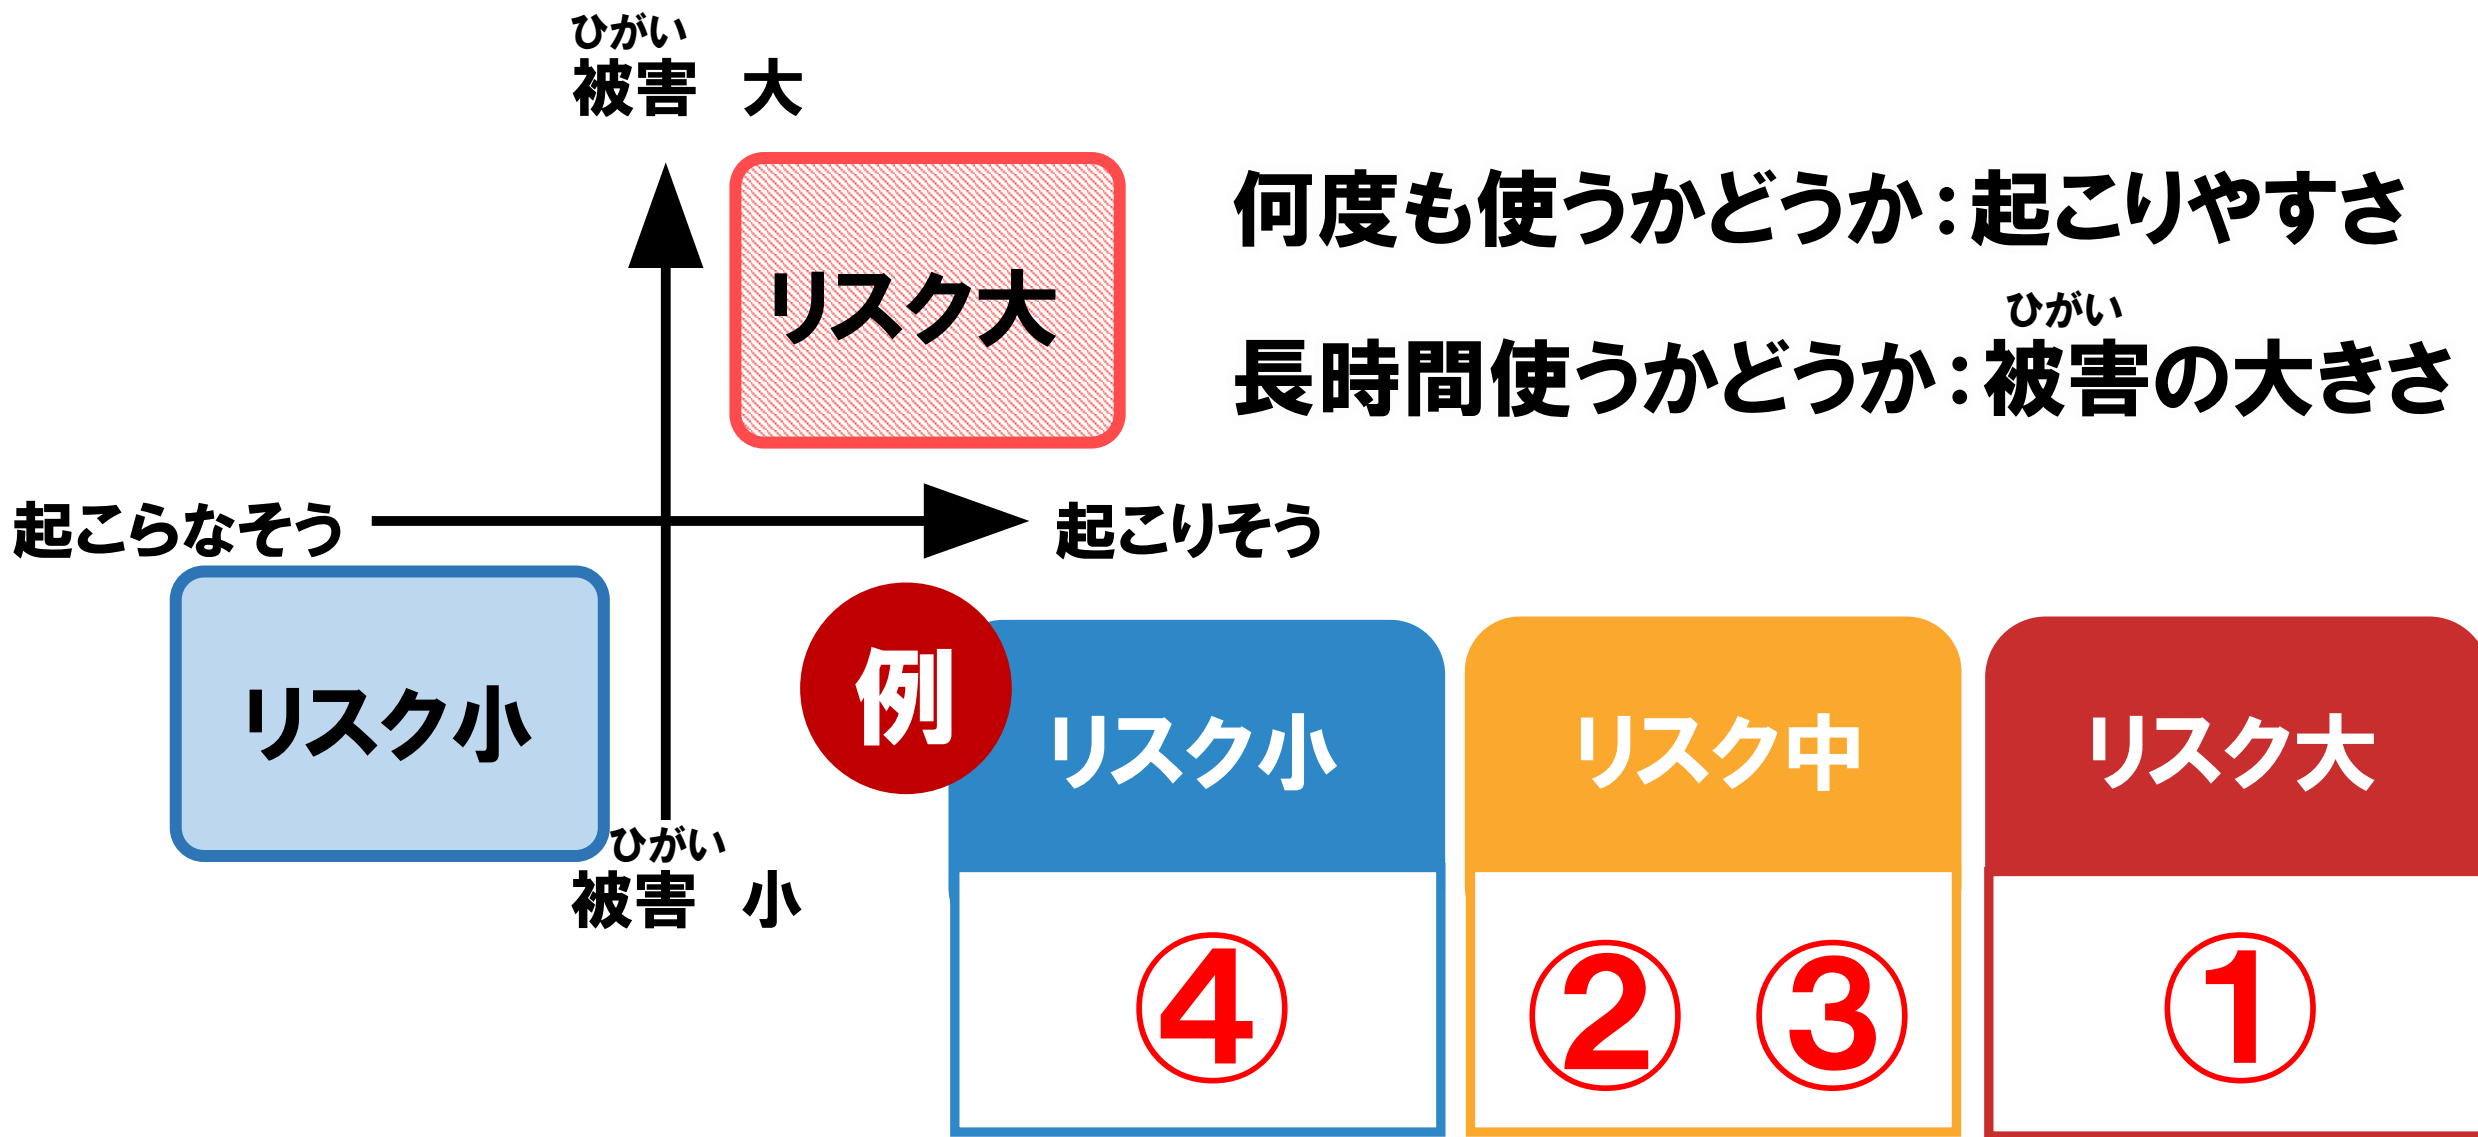 ひがい
被害 大
リスク大
何度も使うかどうか：起こりやすさ
ひがい
長時間使うかどうか：被害の大きさ
起こらなそう
起こりそう
リスク小
ひがい
被害 小
例
リスク小
リスク中
リスク大
④
② ③
①